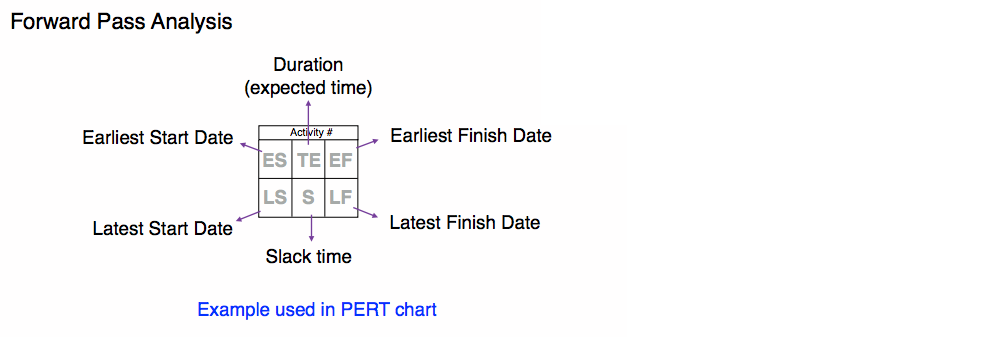 Forward Pass Analysis
Duration
(expected time)
Activity #
Earliest Start Date
Earliest Finish Date
ES TE EF
LS S LF
Latest Start Date
Latest Finish Date
Slack time
Example used in PERT chart